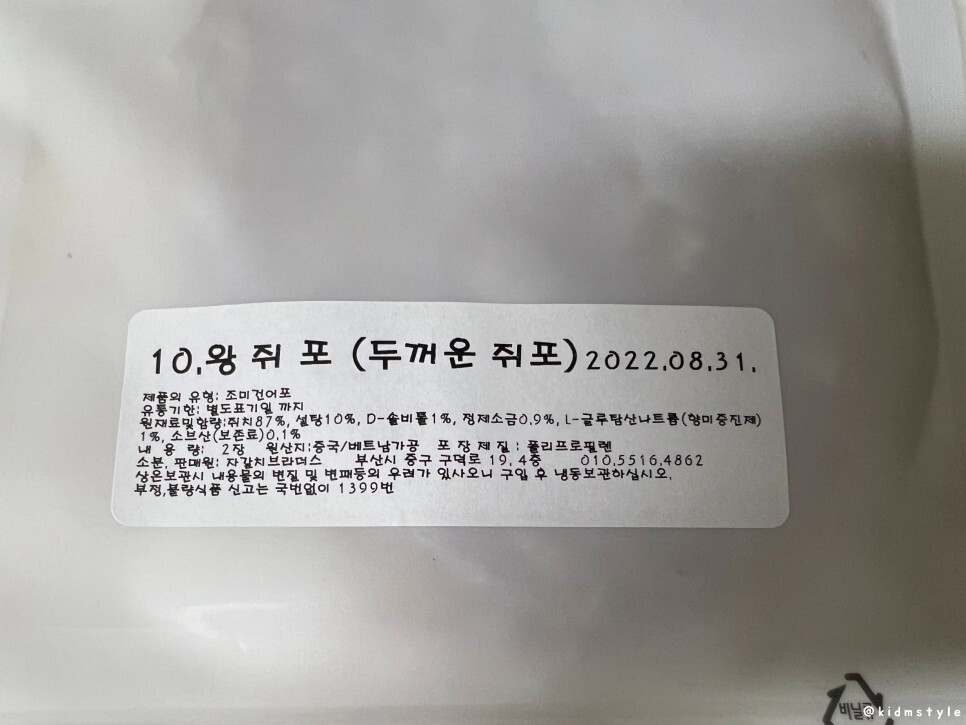 10.왕 쥐 포 (두꺼운 쥐포) 2022.08.31.
제품의 유형: 조미건어포
유통기한: 별도표기일 까지
원재료및함량:쥐치87%, 설탕10%, D-솔비톨1%, 정제소금0.9%, L-글루탐산나트륨(향미증진제)
1%, 소브산(보존료)0.1%
내 용 량: 2장 원산지:중국/베트남가공 포 장 제 질 : 폴리프로필렌
소분, 판매원: 자갈치브라더스 부산시 중구 구덕로 19, 4층 010.5516.4862
상온보관시 내용물의 변질 및 변패등의 우려가 있사오니 구입 후 냉동보관하십시오.
부정,불량식품 신고는 국번없이 1399번
비닐류
@kidmstyle